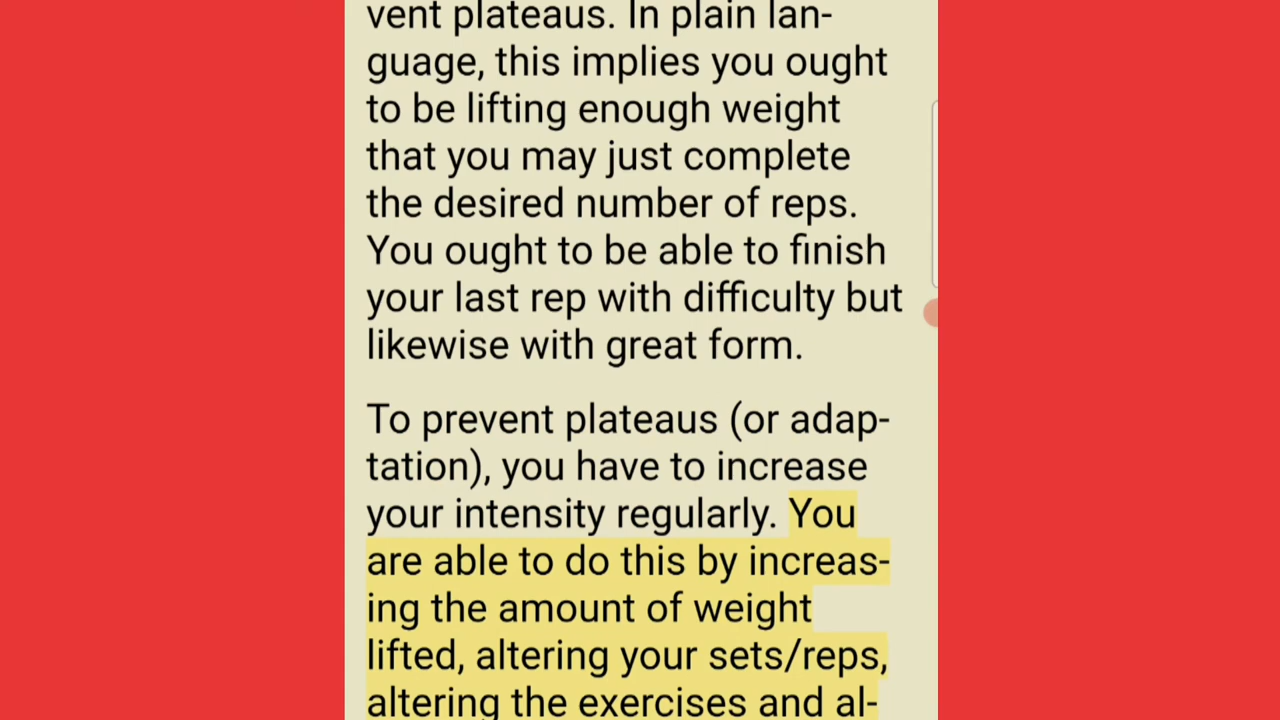 vent plateaus. In plain lan-
guage, this implies you ought
to be lifting enough weight
that you may just complete
the desired number of reps.
You ought to be able to finish
your last rep with difficulty but
likewise with great form.
To prevent plateaus (or adap-
tation), you have to increase
your intensity regularly. You
are able to do this by increas-
ing the amount of weight
lifted, altering your sets/reps,
altering the exercises and al-